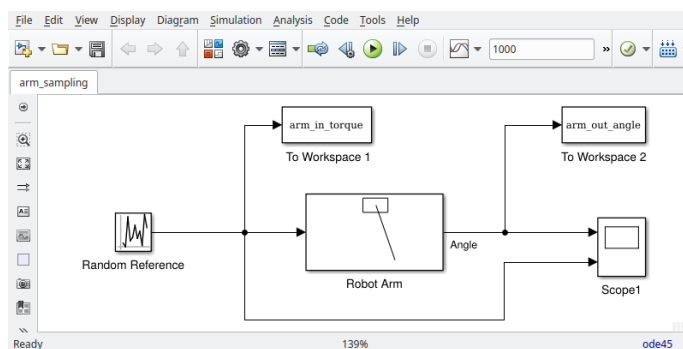 File Edit View Display Diagram Simulation Analysis Code Tools Help
1000 »
arm_sampling
arm_in_torque
arm_out_angle
To Workspace 1
To Workspace 2
Angle
Random Reference
Robot Arm
Scope1
Ready 139% ode45